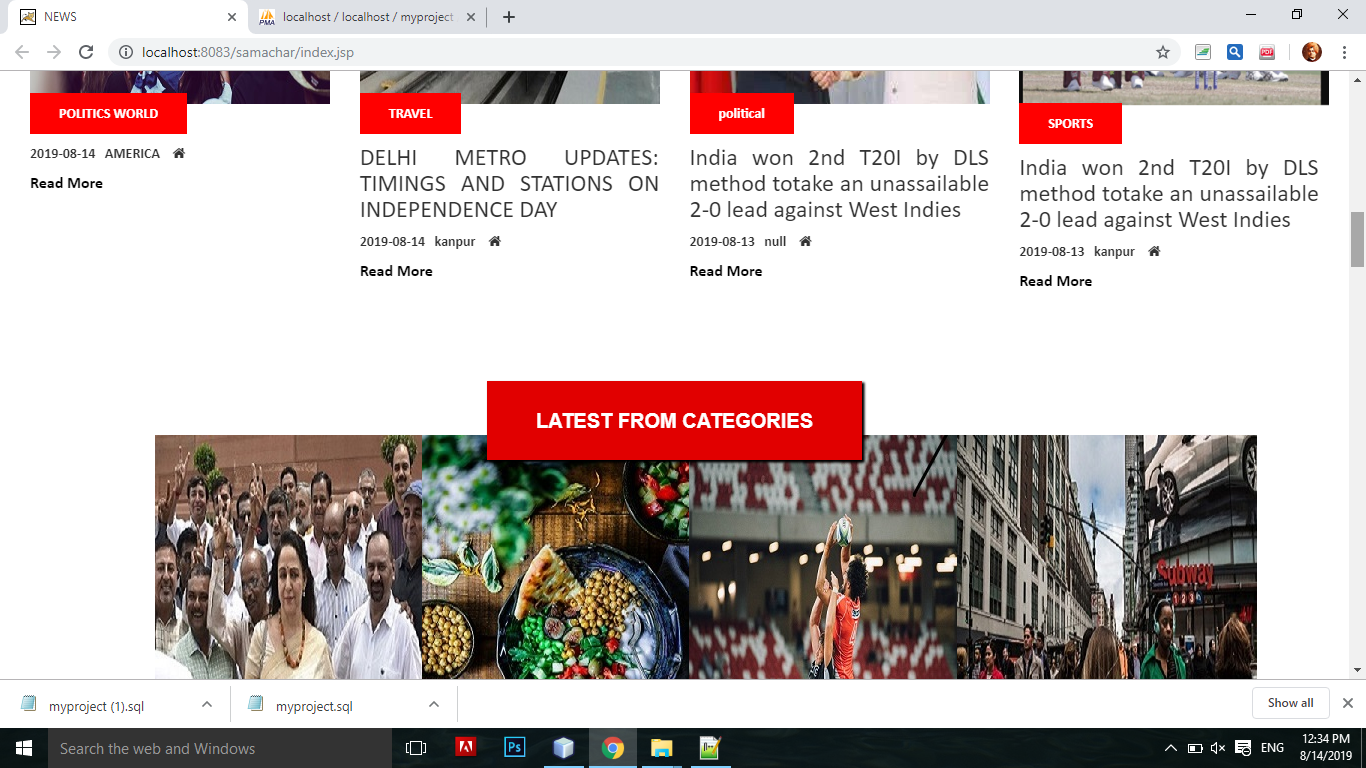 NEWS
localhost / localhost / myproject
PMA
localhost:8083/samachar/index.jsp
POLITICS WORLD
2019-08-14 AMERICA
Read More
TRAVEL
DELHI METRO UPDATES:
TIMINGS AND STATIONS ON
INDEPENDENCE DAY
2019-08-14 kanpur
Read More
political
India won 2nd T20I by DLS
method totake an unassailable
2-0 lead against West Indies
2019-08-13 null
Read More
SPORTS
India won 2nd T20I by DLS
method totake an unassailable
2-0 lead against West Indies
2019-08-13 kanpur
Read More
LATEST FROM CATEGORIES
Subway
1 2 3
myproject (1).sql
myproject.sql
Show all
Search the web and Windows
Ps
ENG
12:34 PM
8/14/2019